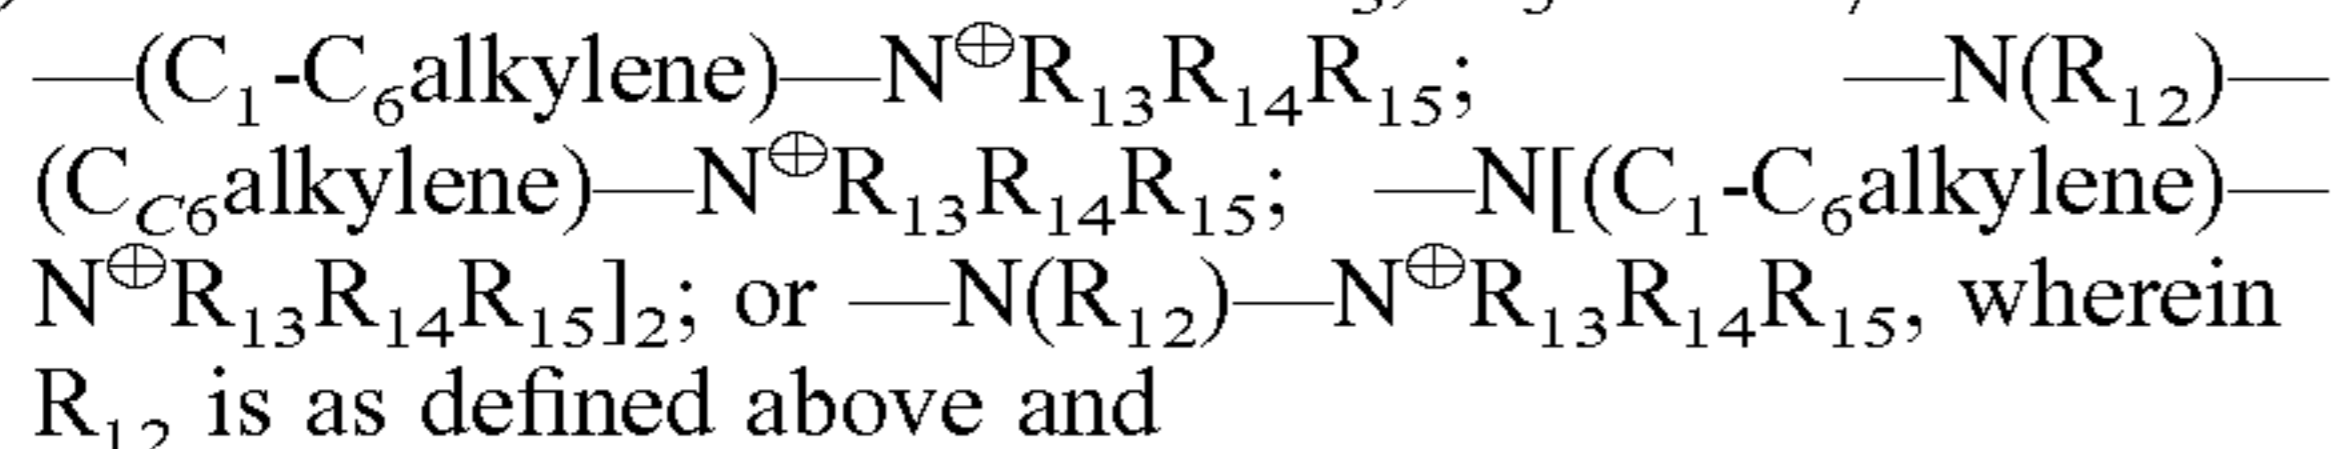 —(C₁-C₆alkylene)—N⊕R₁₃R₁₄R₁₅; —N(R₁₂)—
(C_C₆alkylene)—N⊕R₁₃R₁₄R₁₅; —N[(C₁-C₆alkylene)—
N⊕R₁₃R₁₄R₁₅]₂; or —N(R₁₂)—N⊕R₁₃R₁₄R₁₅, wherein
R₁₂ is as defined above and